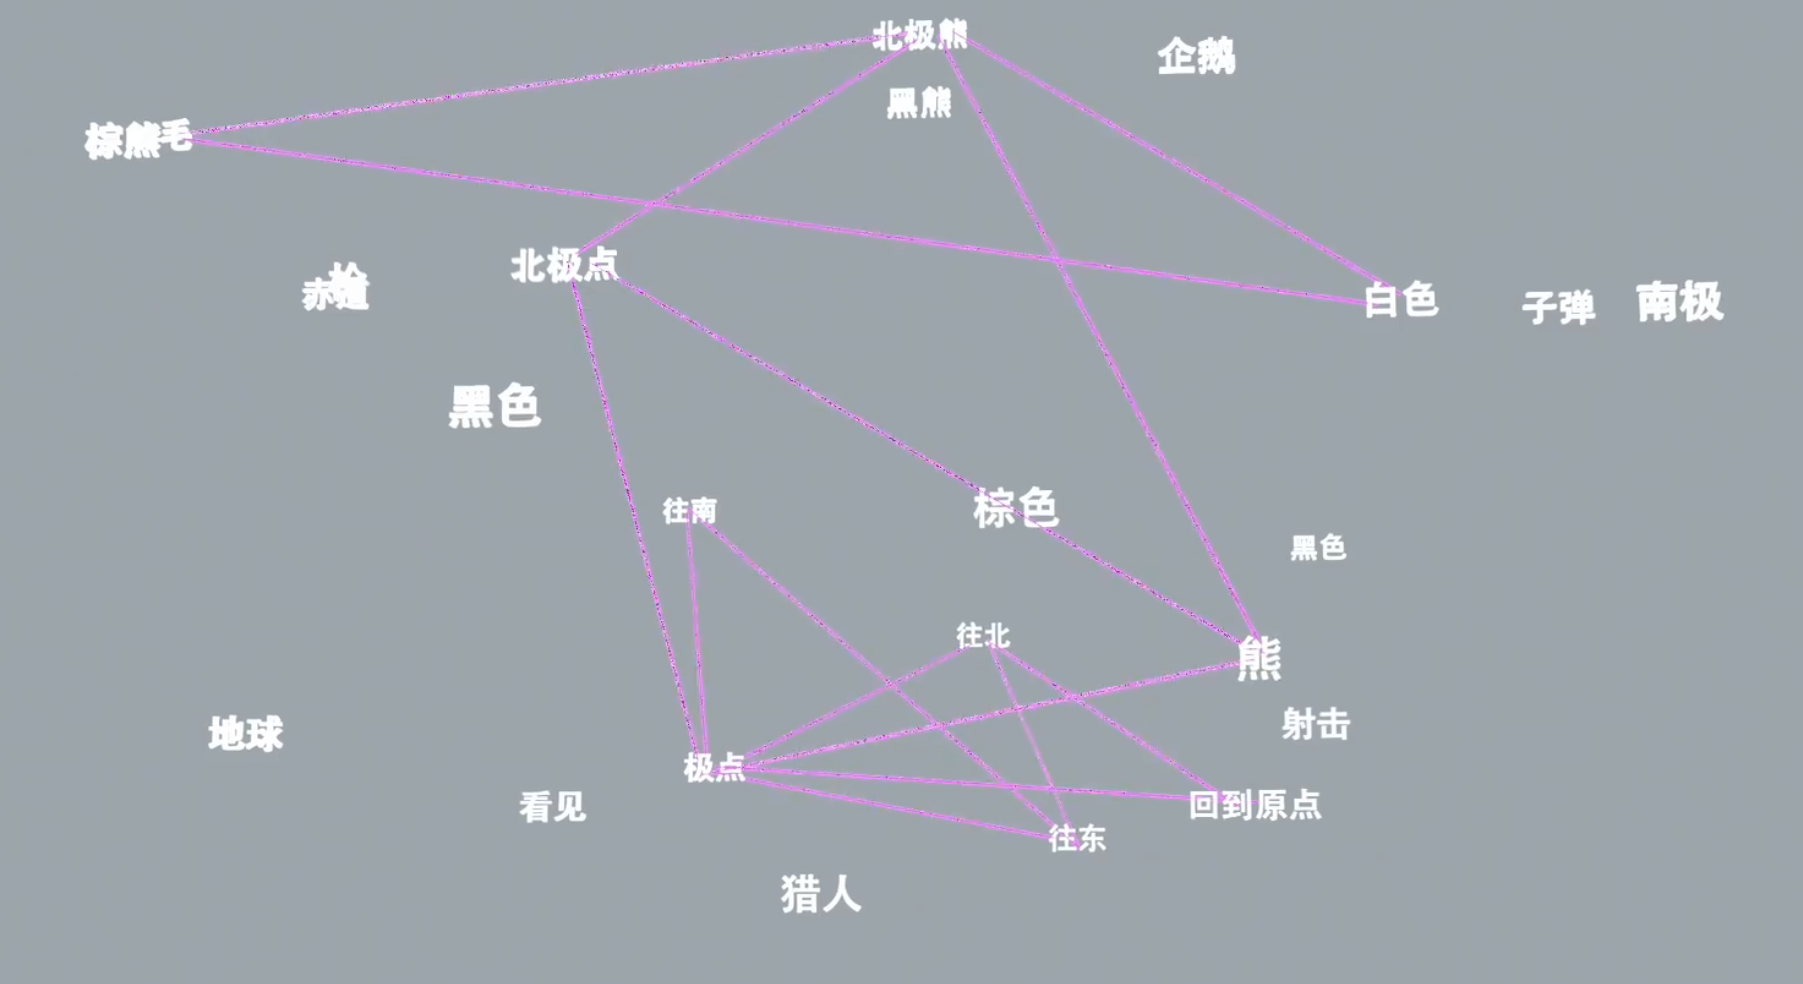 北极熊
企鹅
黑熊
棕熊毛
北极点
赤道
白色
子弹
南极
黑色
往南
棕色
黑色
往北
熊
射击
地球
极点
看见
回到原点
往东
猎人